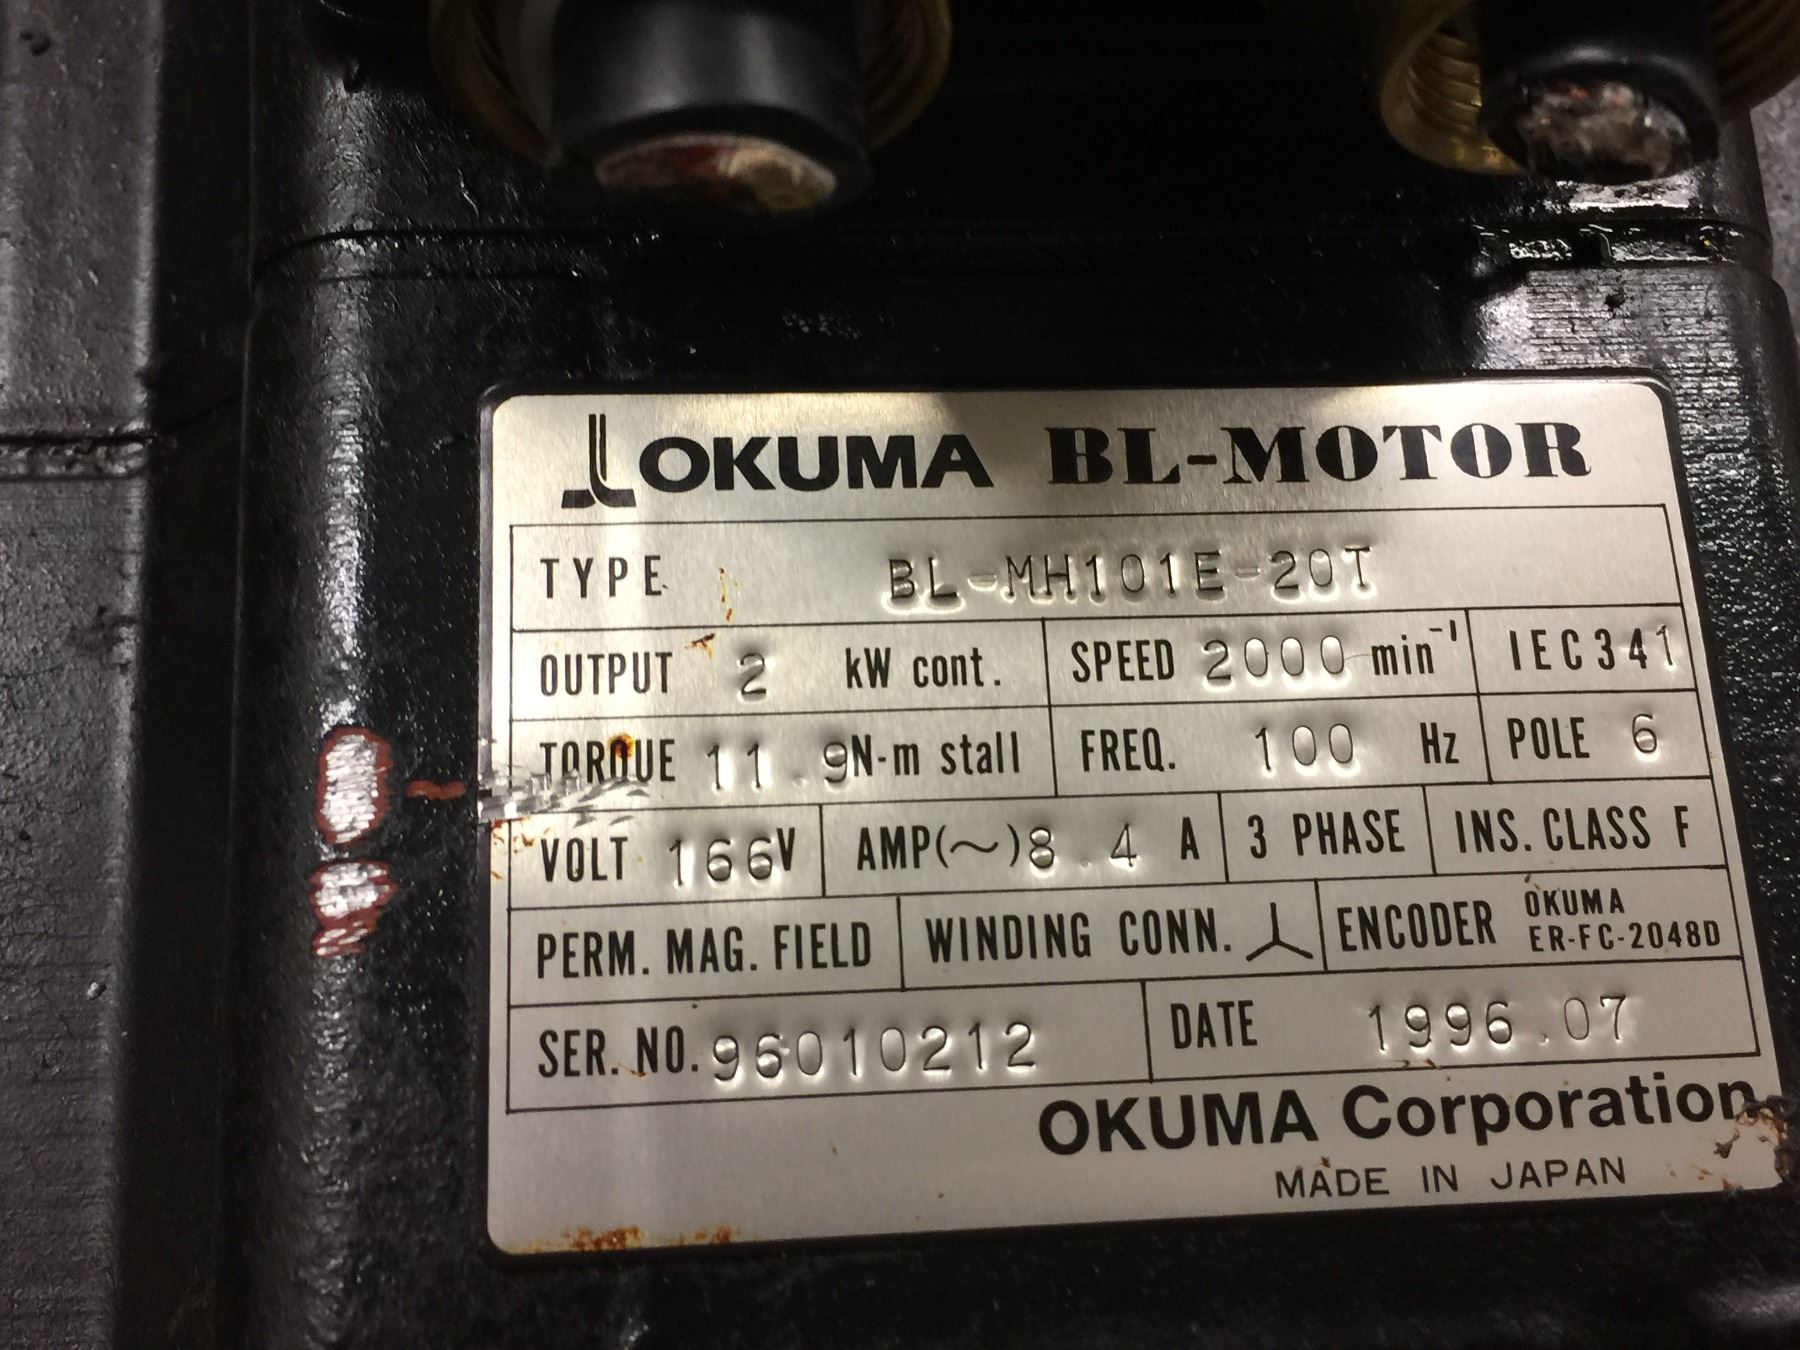 OKUMA BL-MOTOR
TYPE BL-MH101E-20T
OUTPUT 2 kW cont. SPEED 2000 min⁻¹ IEC341
TORQUE 11.9N-m stall FREQ. 100 Hz POLE 6
VOLT 166V AMP(~)8.4 A 3 PHASE INS. CLASS F
PERM. MAG. FIELD WINDING CONN. ENCODER OKUMA
ER-FC-2048D
SER. NO. 96010212 DATE 1996.07
OKUMA Corporation
MADE IN JAPAN